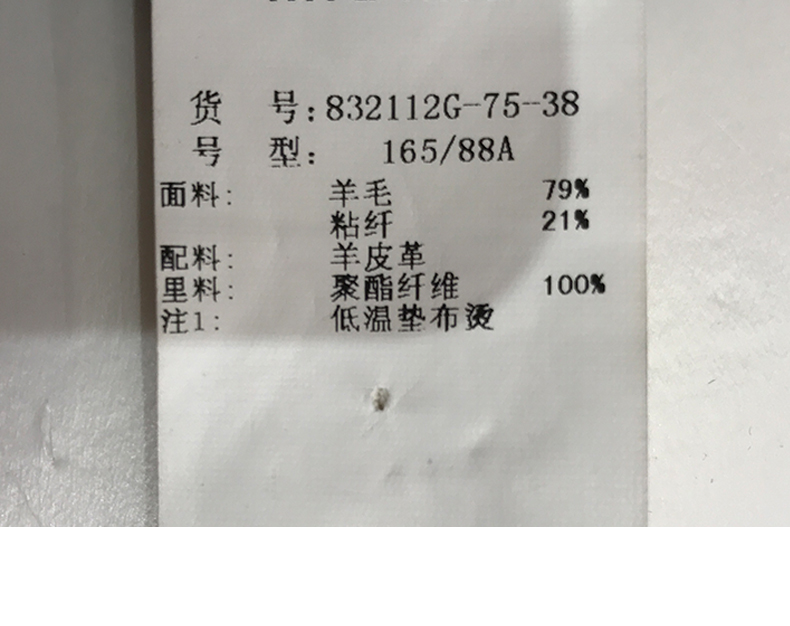 货 号:832112G-75-38
号 型: 165/88A
面料: 羊毛 79%
粘纤 21%
配料: 羊皮革
里料: 聚酯纤维 100%
注1: 低温垫布烫